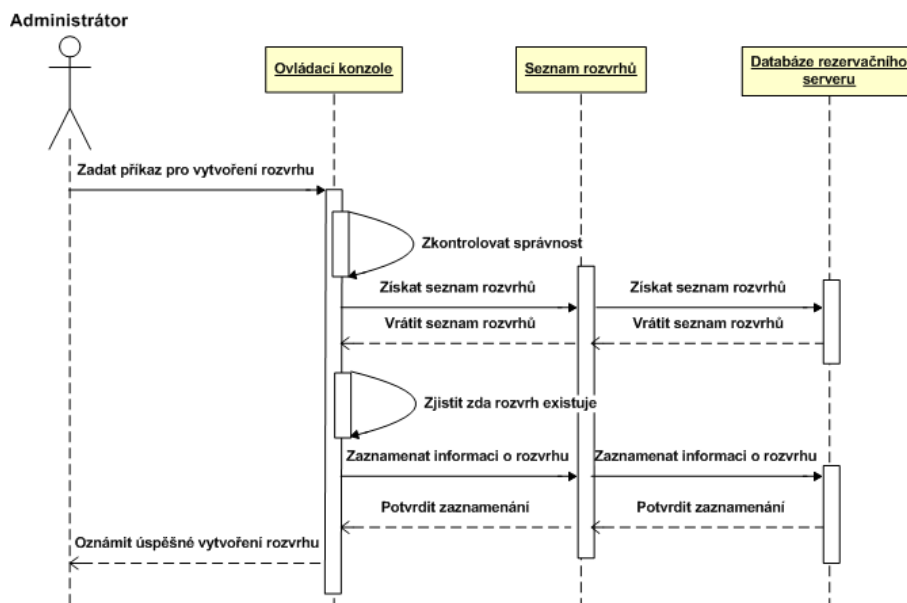 Administrátor
Ovládací konzole
Seznam rozvrhů
Databáze rezervačního
serveru
Zadat příkaz pro vytvoření rozvrhu
Zkontrolovat správnost
Získat seznam rozvrhů
Získat seznam rozvrhů
Vrátit seznam rozvrhů
Vrátit seznam rozvrhů
Zjistit zda rozvrh existuje
Zaznamenat informaci o rozvrhu
Zaznamenat informaci o rozvrhu
Potvrdit zaznamenání
Potvrdit zaznamenání
Oznámit úspěšné vytvoření rozvrhu